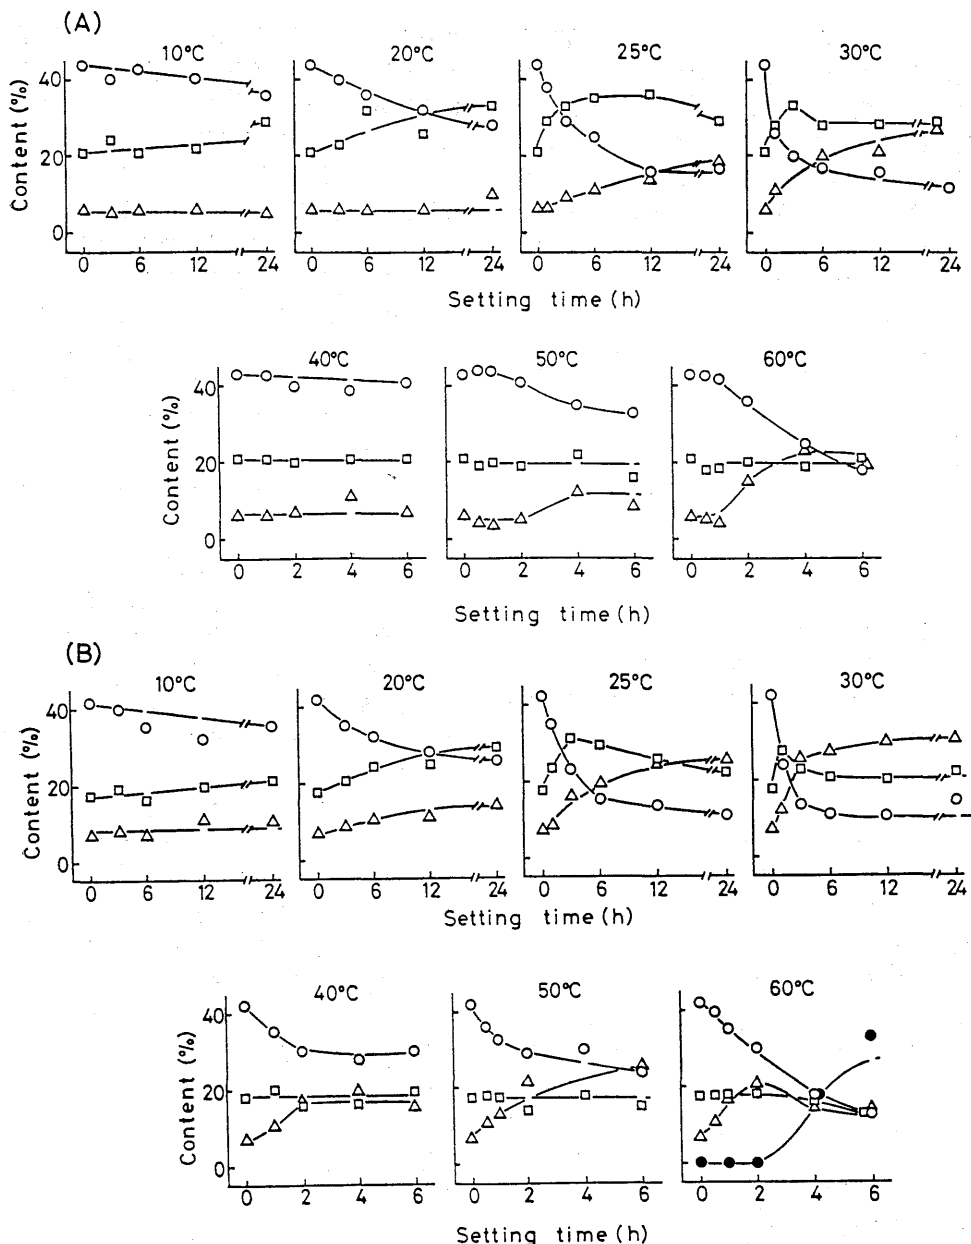 (A)
10°C 20°C 25°C 30°C
Content (%)
40
20
0
0 6 12 24 0 6 12 24 0 6 12 24 0 6 12 24
Setting time (h)
40°C 50°C 60°C
Content (%)
40
20
0
0 2 4 6 0 2 4 6 0 2 4 6
Setting time (h)
(B)
10°C 20°C 25°C 30°C
Content (%)
40
20
0
0 6 12 24 0 6 12 24 0 6 12 24 0 6 12 24
Setting time (h)
40°C 50°C 60°C
Content (%)
40
20
0
0 2 4 6 0 2 4 6 0 2 4 6
Setting time (h)